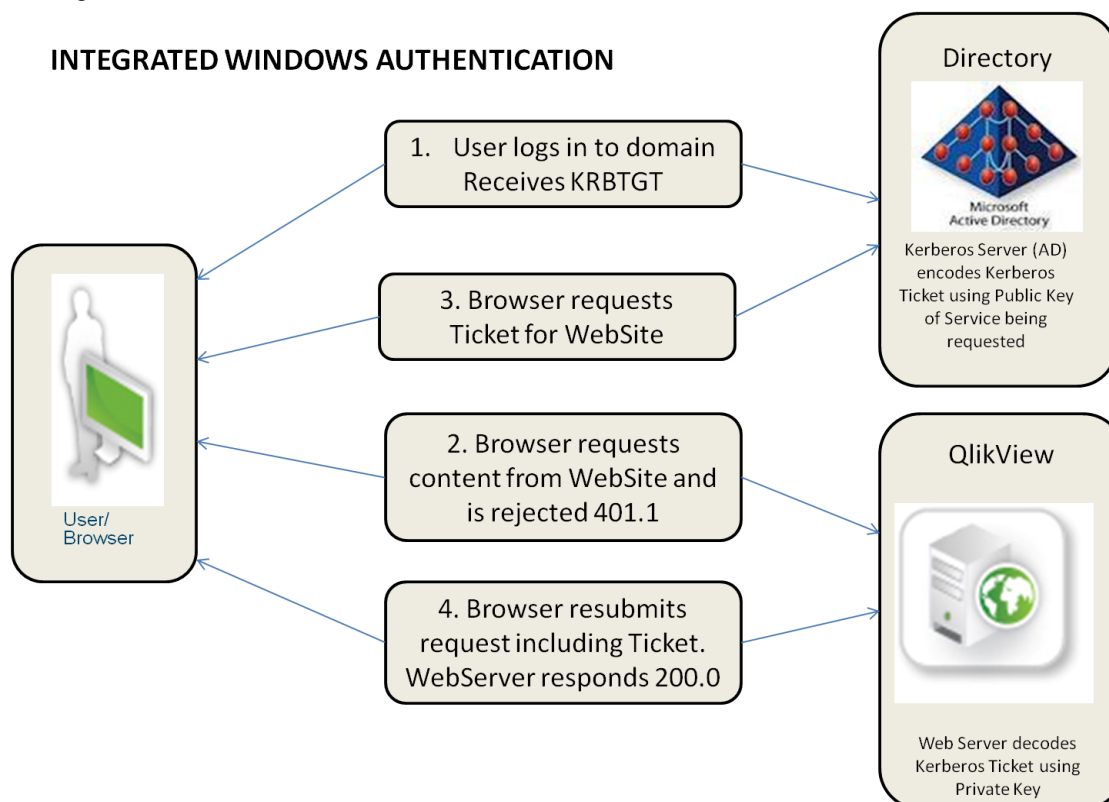 INTEGRATED WINDOWS AUTHENTICATION
Directory
Microsoft
Active Directory
Kerberos Server (AD)
encodes Kerberos
Ticket using Public Key
of Service being
requested
1. User logs in to domain
Receives KRBTGT
3. Browser requests
Ticket for WebSite
User/
Browser
2. Browser requests
content from WebSite and
is rejected 401.1
4. Browser resubmits
request including Ticket.
WebServer responds 200.0
QlikView
Web Server decodes
Kerberos Ticket using
Private Key